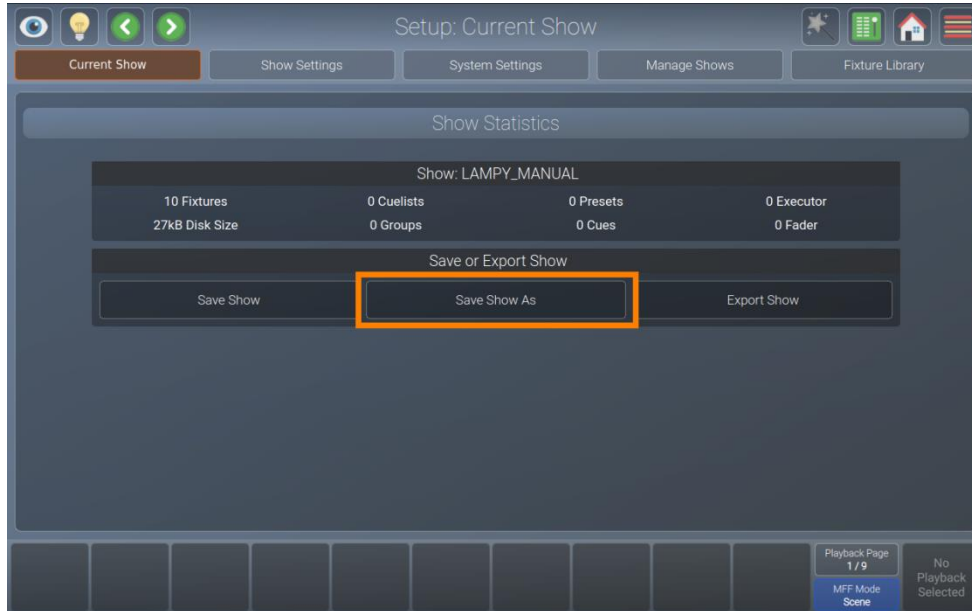 Setup: Current Show
Current Show
Show Settings
System Settings
Manage Shows
Fixture Library
Show Statistics
Show: LAMPY_MANUAL
10 Fixtures
0 Cuelists
0 Presets
0 Executor
27kB Disk Size
0 Groups
0 Cues
0 Fader
Save or Export Show
Save Show
Save Show As
Export Show
Playback Page
1 / 9
MFF Mode
Scene
No
Playback
Selected